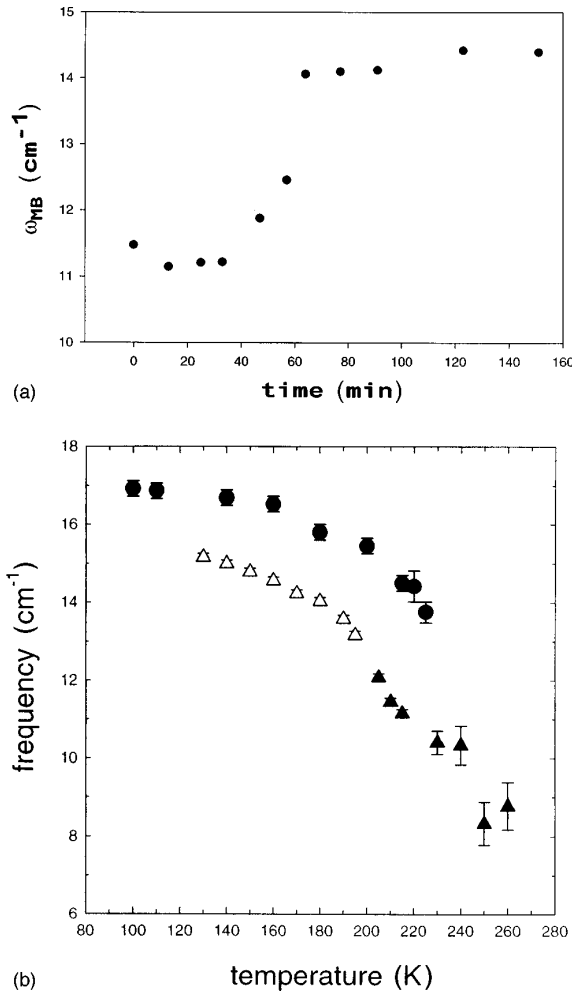 15
14
13
12
11
10
ω_MB (cm⁻¹)
0 20 40 60 80 100 120 140 160
time (min)
(a)
18
16
14
12
10
8
6
frequency (cm⁻¹)
80 100 120 140 160 180 200 220 240 260 280
temperature (K)
(b)